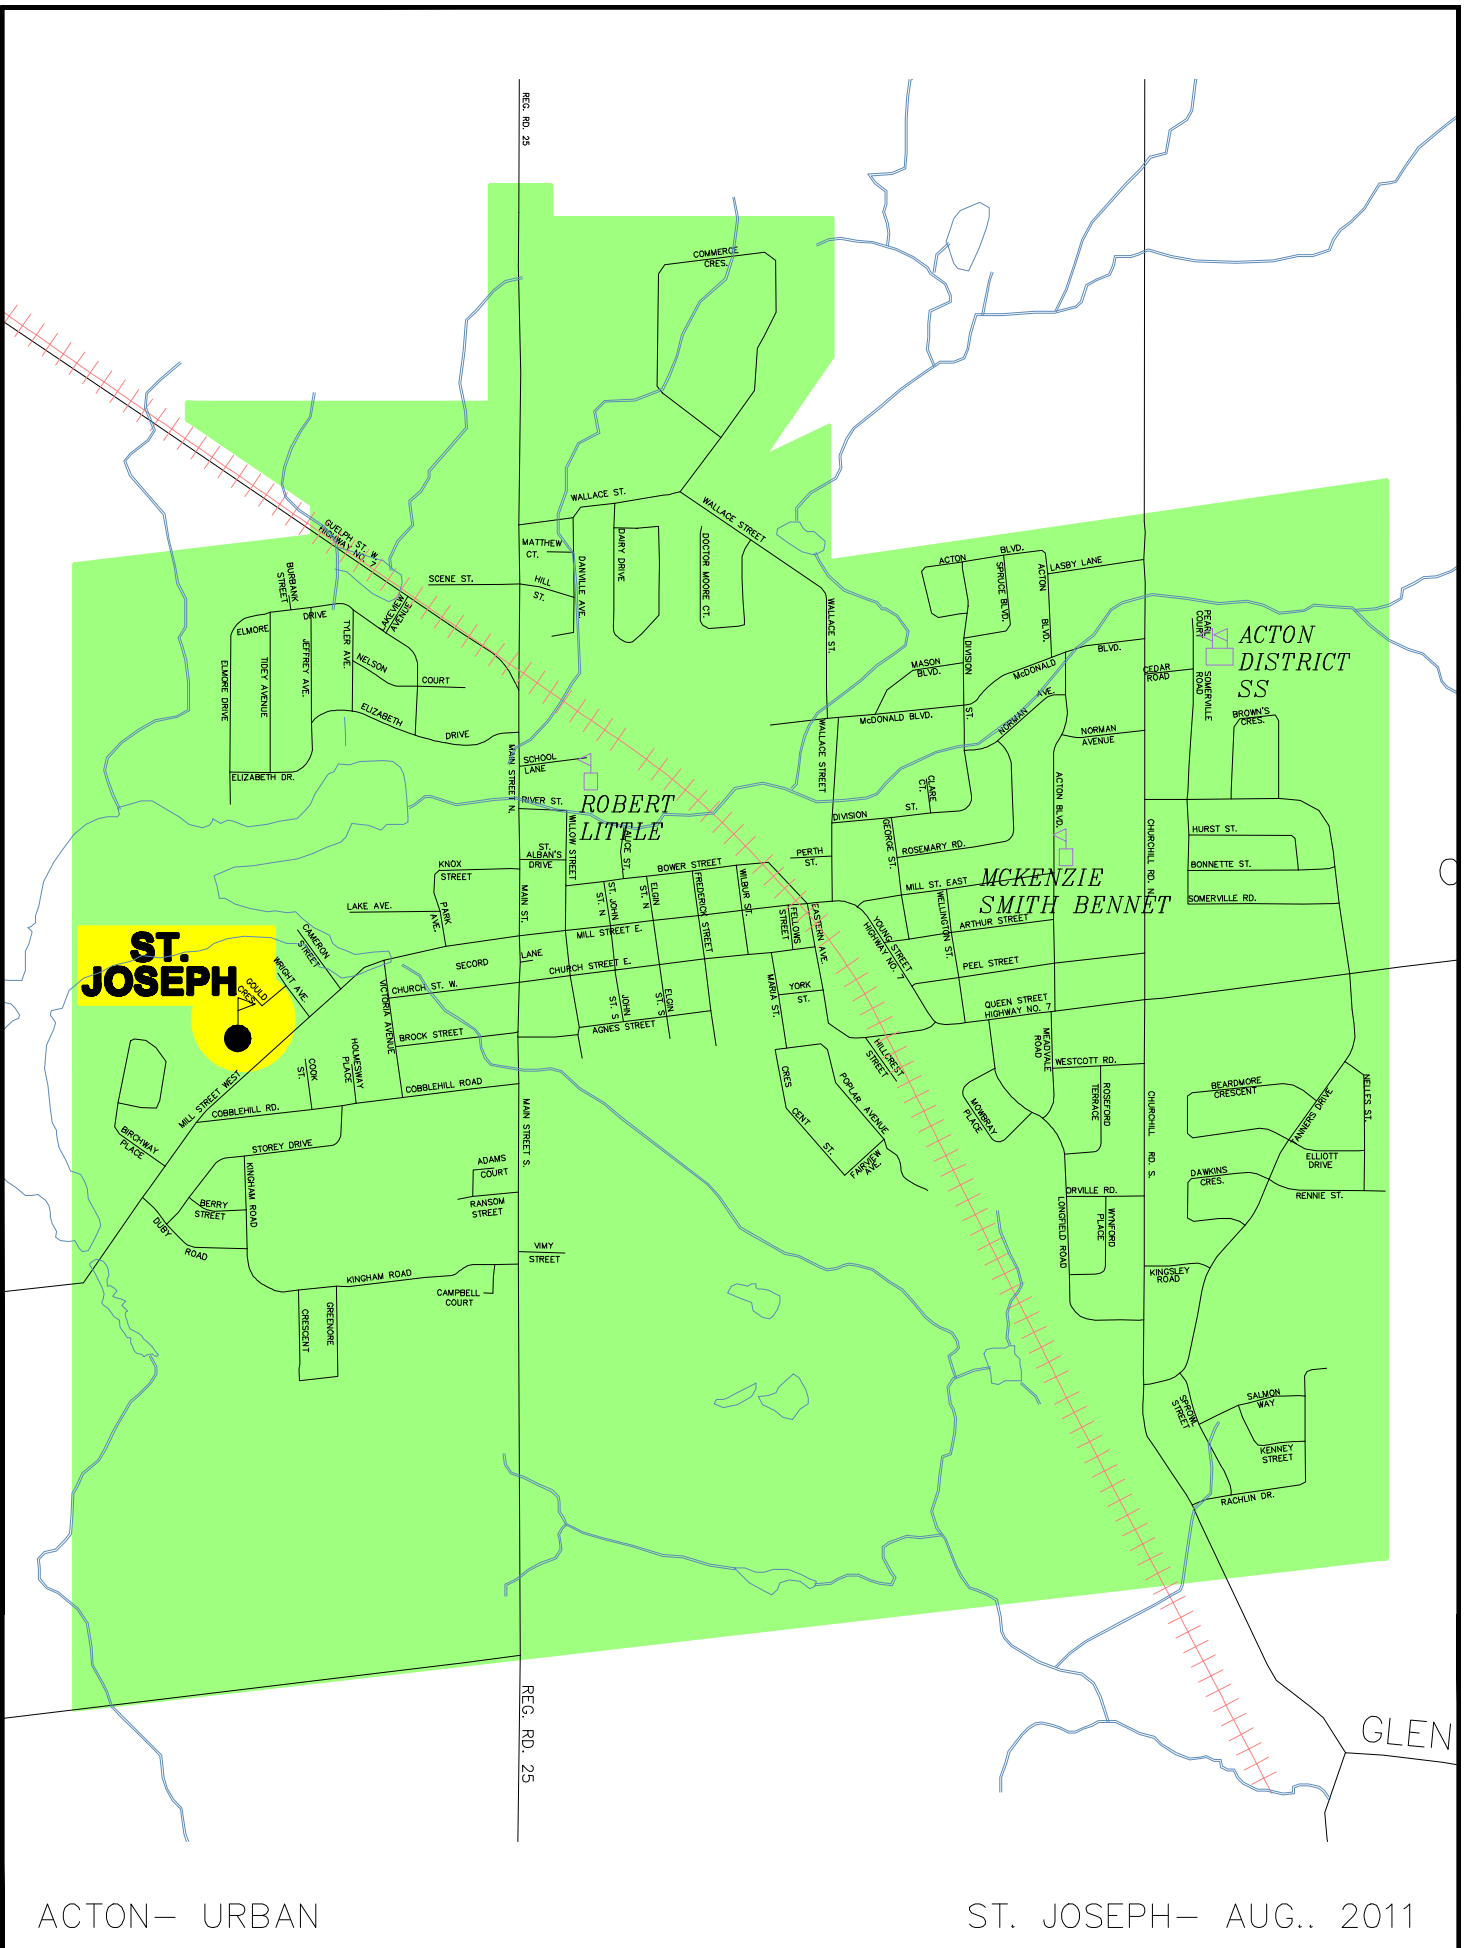 REG. RD. 25
COMMERCE
CRES.
WALLACE ST.
WALLACE STREET
GUELPH ST. W.
HIGHWAY NO. 7
MATTHEW
CT.
DANVILLE AVE.
DAIRY DRIVE
DOCTOR MOORE CT.
SCENE ST.
HILL
ST.
BURBANK
STREET
LAKEVIEW
AVENUE
ELMORE
DRIVE
ELMORE DRIVE
TIDEY AVENUE
JEFFREY AVE.
TYLER AVE.
NELSON
COURT
ELIZABETH
DRIVE
ELIZABETH DR.
WALLACE ST.
ACTON
BLVD.
SPRUCE BLVD.
ACTON
BLVD.
LASBY LANE
DIVISION
ST.
MASON
BLVD.
McDONALD
BLVD.
McDONALD BLVD.
NORMAN
AVE.
NORMAN
AVENUE
PEARL
COURT
CEDAR
ROAD
SOMERVILLE
ROAD
ACTON
DISTRICT
SS
BROWN'S
CRES.
MAIN STREET N.
SCHOOL
LANE
RIVER ST.
ROBERT
LITTLE
WALLACE STREET
CLARE
CT.
DIVISION
ST.
GEORGE ST.
ROSEMARY RD.
ACTON BLVD.
CHURCHILL RD. N.
HURST ST.
BONNETTE ST.
SOMERVILLE RD.
KNOX
STREET
ST.
ALBAN'S
DRIVE
WILLOW STREET
ALICE ST.
BOWER STREET
PERTH
ST.
MILL ST. EAST
MCKENZIE
SMITH BENNET
LAKE AVE.
PARK
AVE.
MAIN ST.
ST. JOHN
ST. N
ELGIN
ST. N
FREDERICK STREET
WILBUR ST.
FELLOWS
STREET
EASTERN AVE.
YOUNG STREET
HIGHWAY NO. 7
WELLINGTON ST.
ARTHUR STREET
ST.
JOSEPH
CAMERON
STREET
WRIGHT AVE.
GOULD
CRES.
SECORD
LANE
MILL STREET E.
CHURCH STREET E.
CHURCH ST. W.
VICTORIA AVENUE
BROCK STREET
JOHN
ST. S
ELGIN
ST. S
AGNES STREET
MARIA ST.
YORK
ST.
PEEL STREET
QUEEN STREET
HIGHWAY NO. 7
MEADVALE
ROAD
WESTCOTT RD.
HILLCREST
STREET
CRES
CENT
ST.
POPLAR AVENUE
FAIRVIEW
AVE.
MOWBRAY
PLACE
ROSEFORD
TERRACE
CHURCHILL
RD. S.
BEARDMORE
CRESCENT
TANNERS DRIVE
NELLES ST.
ELLIOTT
DRIVE
DAWKINS
CRES.
RENNIE ST.
MILL STREET WEST
COOK
ST.
HOLMESWAY
PLACE
COBBLEHILL ROAD
COBBLEHILL RD.
BIRCHWAY
PLACE
STOREY DRIVE
KINGHAM ROAD
BERRY
STREET
DUBY
ROAD
MAIN STREET S.
ADAMS
COURT
RANSOM
STREET
VIMY
STREET
KINGHAM ROAD
CAMPBELL
COURT
GREENORE
CRESCENT
ORVILLE RD.
LONGFIELD ROAD
WYNFORD
PLACE
KINGSLEY
ROAD
SPROWL
STREET
SALMON
WAY
KENNEY
STREET
RACHLIN DR.
REG. RD. 25
GLEN
ACTON- URBAN
ST. JOSEPH- AUG.. 2011